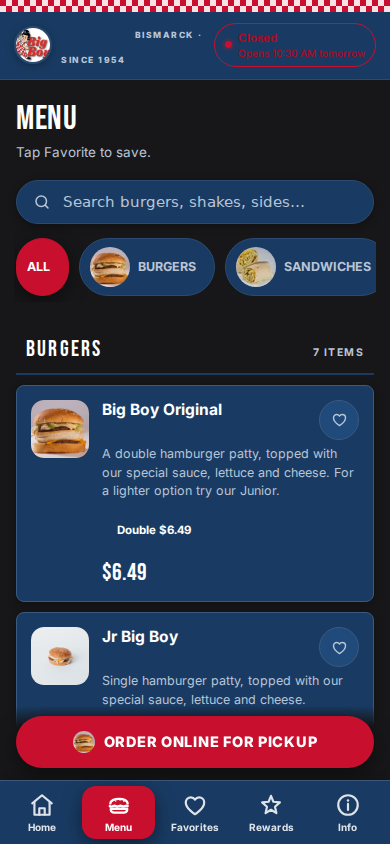 Big Boy
BISMARCK ·
SINCE 1954
Closed
Opens 10:30 AM tomorrow
MENU
Tap Favorite to save.
Search burgers, shakes, sides...
ALL
BURGERS
SANDWICHES
BURGERS
7 ITEMS
Big Boy Original
A double hamburger patty, topped with
our special sauce, lettuce and cheese. For
a lighter option try our Junior.
Double $6.49
$6.49
Jr Big Boy
Single hamburger patty, topped with our
special sauce, lettuce and cheese.
ORDER ONLINE FOR PICKUP
Home
Menu
Favorites
Rewards
Info